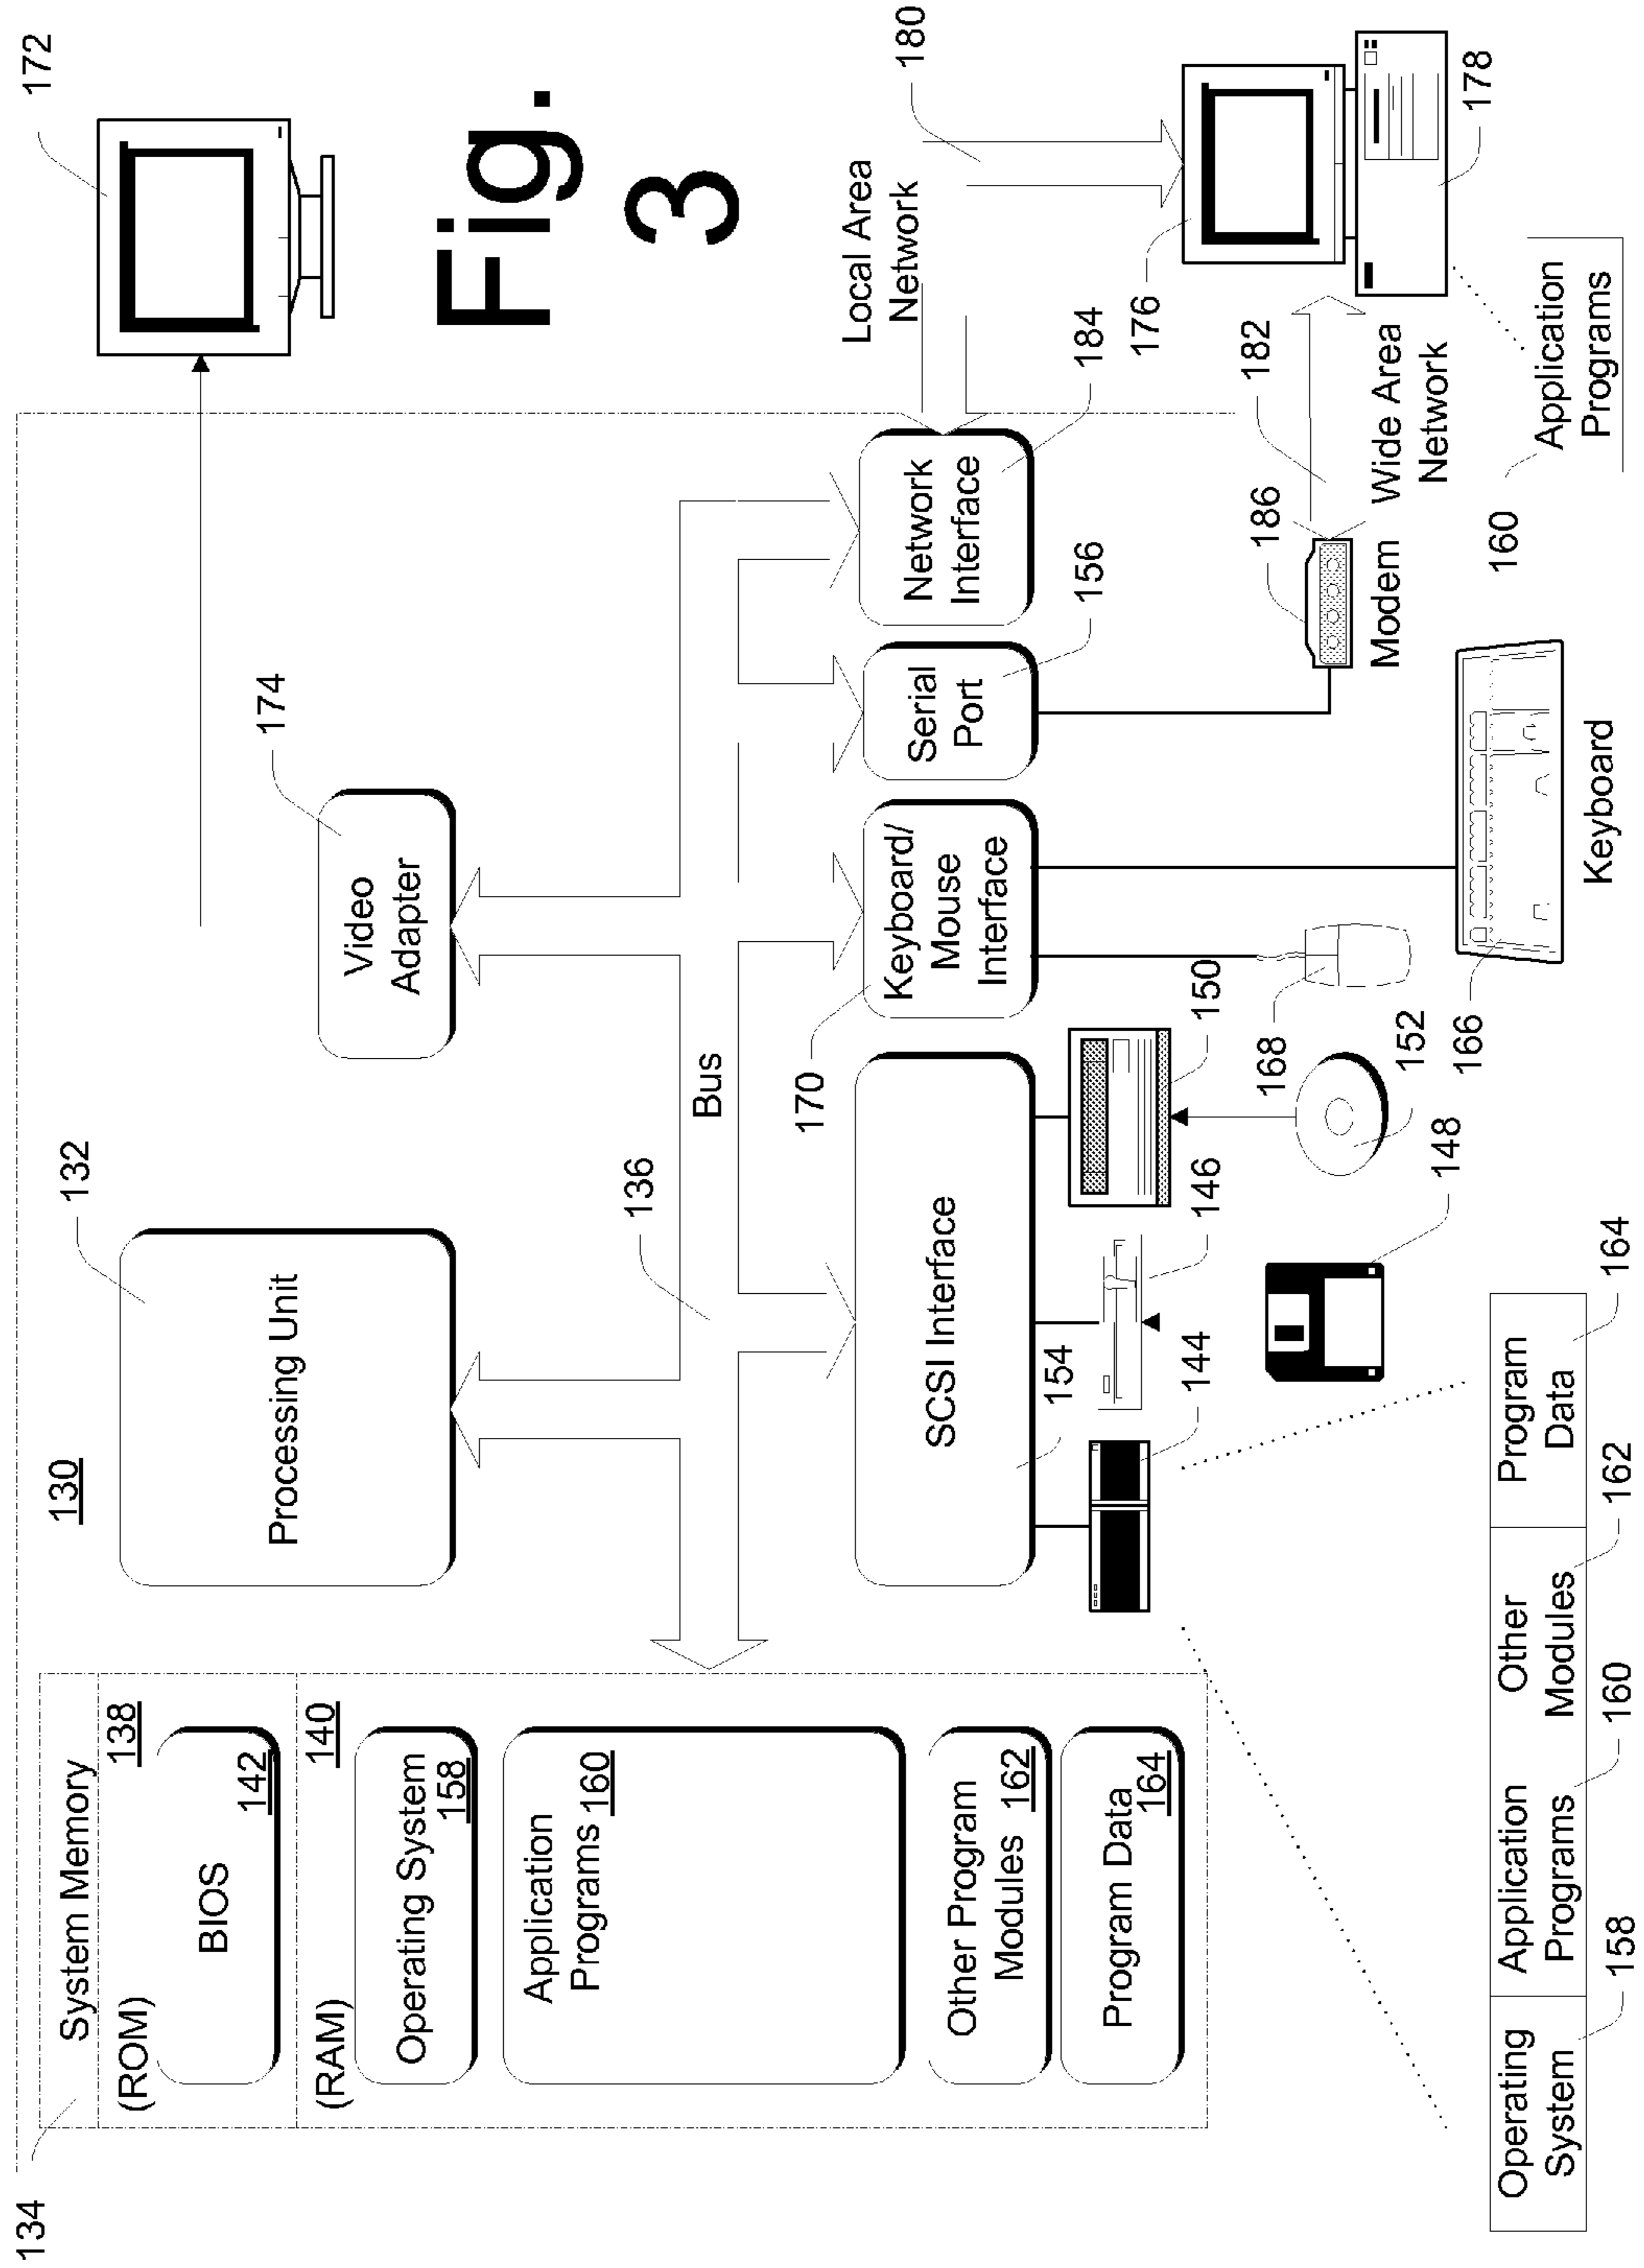 134
System Memory
(ROM)
138
BIOS
142
(RAM)
140
Operating System
158
Application
Programs 160
Other Program
Modules 162
Program Data
164
130
132
Processing Unit
136
Bus
174
Video
Adapter
172
Fig.
3
SCSI Interface
154
170
Keyboard/
Mouse
Interface
Serial
Port
156
Network
Interface
184
Local Area
Network
180
144
146
150
148
152
168
166
Keyboard
186
Modem
182
Wide Area
Network
176
178
160
Application
Programs
Operating
System
158
Application
Programs
160
Other
Modules
162
Program
Data
164